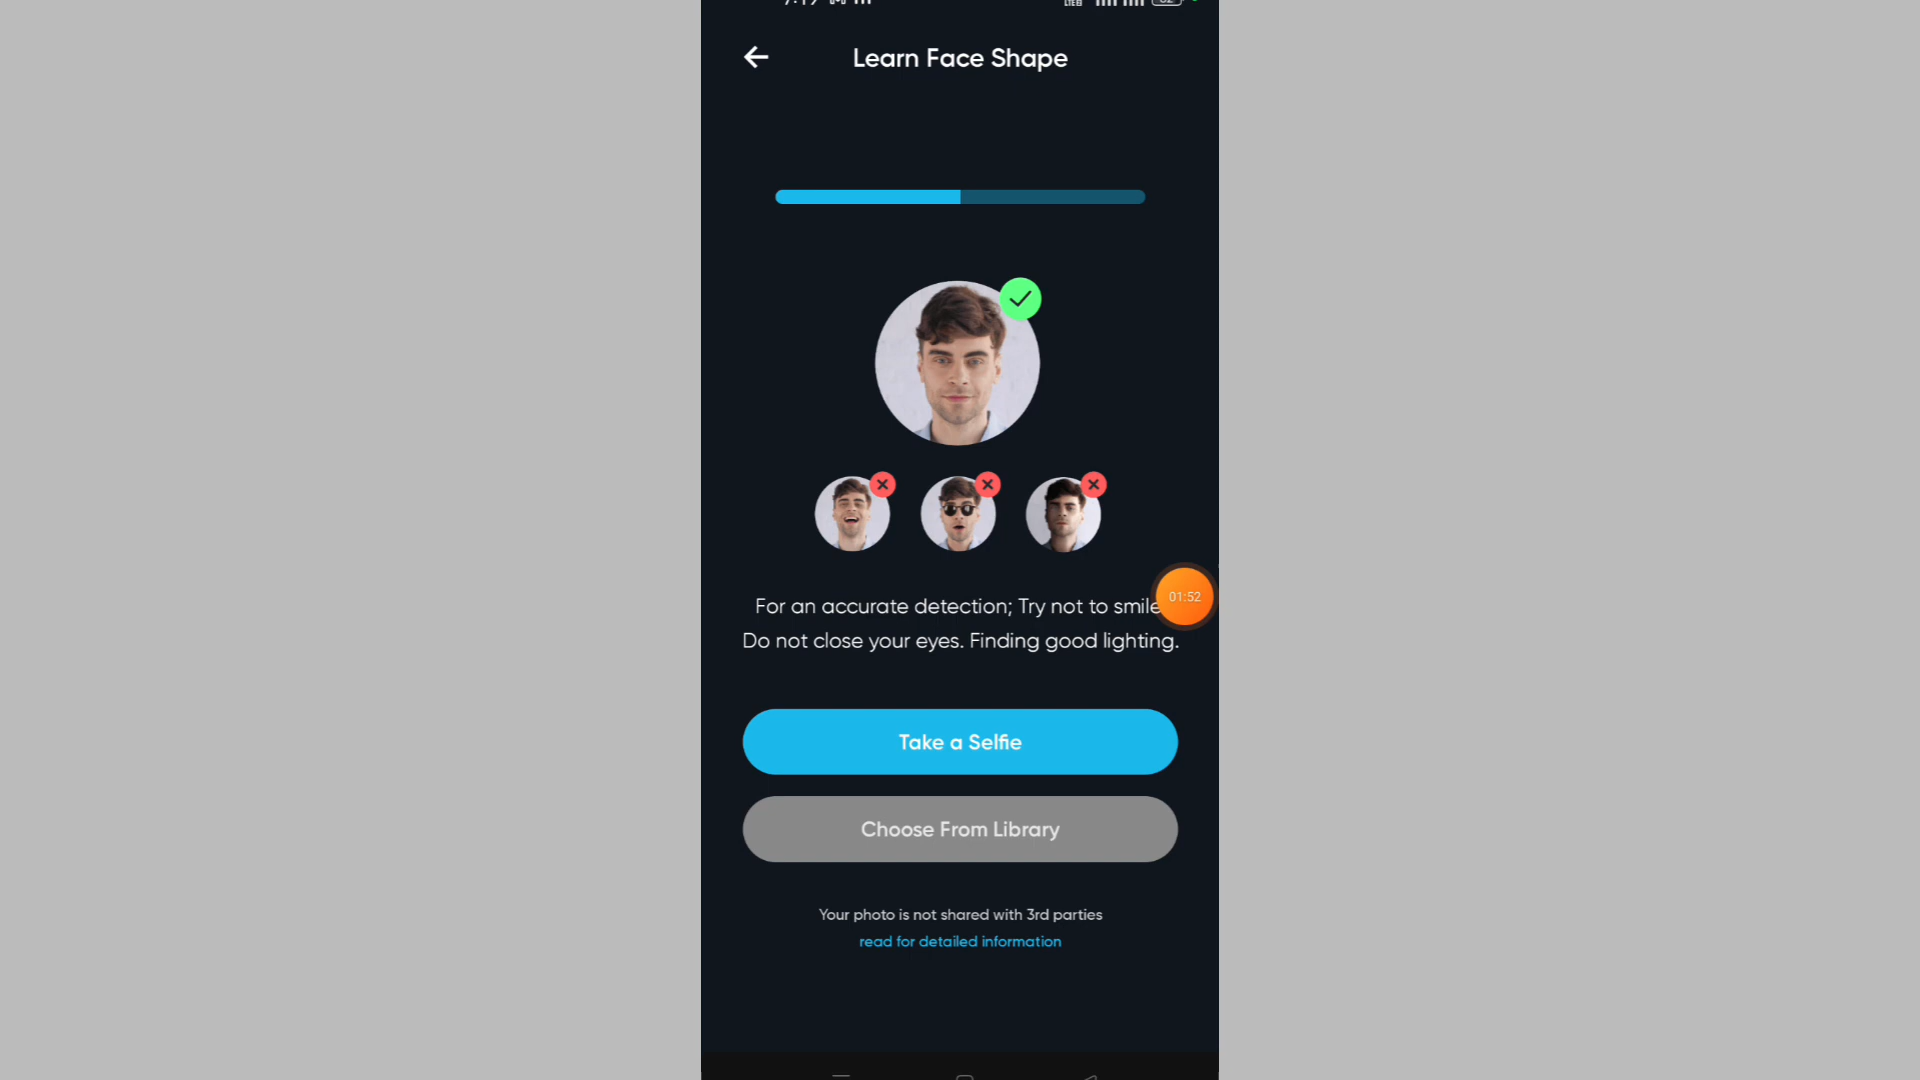 Learn Face Shape
For an accurate detection; Try not to smile
01:52
Do not close your eyes. Finding good lighting.
Take a Selfie
Choose From Library
Your photo is not shared with 3rd parties
read for detailed information